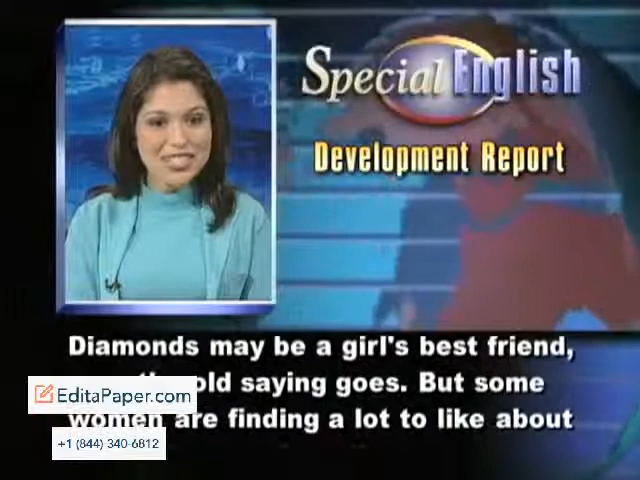 Special English
Development Report
Diamonds may be a girl's best friend,
old saying goes. But some
EditaPaper.com
women are finding a lot to like about
+1 (844) 340-6812